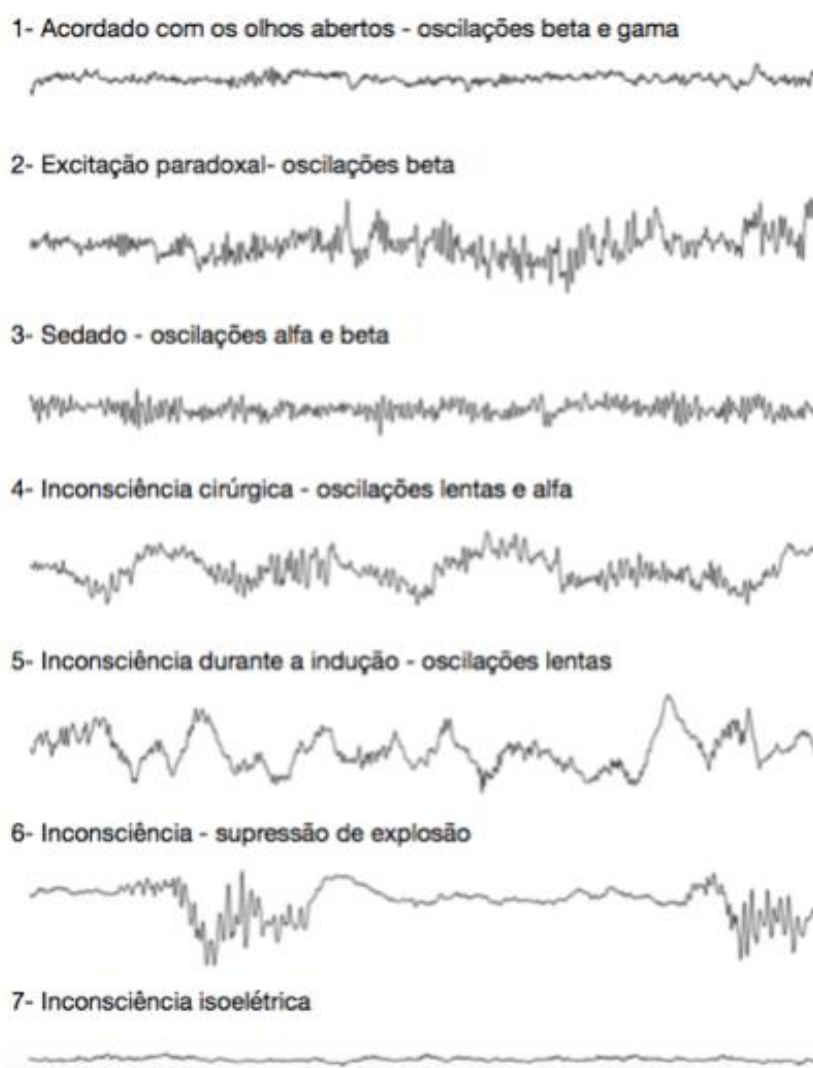 1- Acordado com os olhos abertos - oscilações beta e gama
2- Excitação paradoxal- oscilações beta
3- Sedado - oscilações alfa e beta
4- Inconsciência cirúrgica - oscilações lentas e alfa
5- Inconsciência durante a indução - oscilações lentas
6- Inconsciência - supressão de explosão
7- Inconsciência isoelétrica